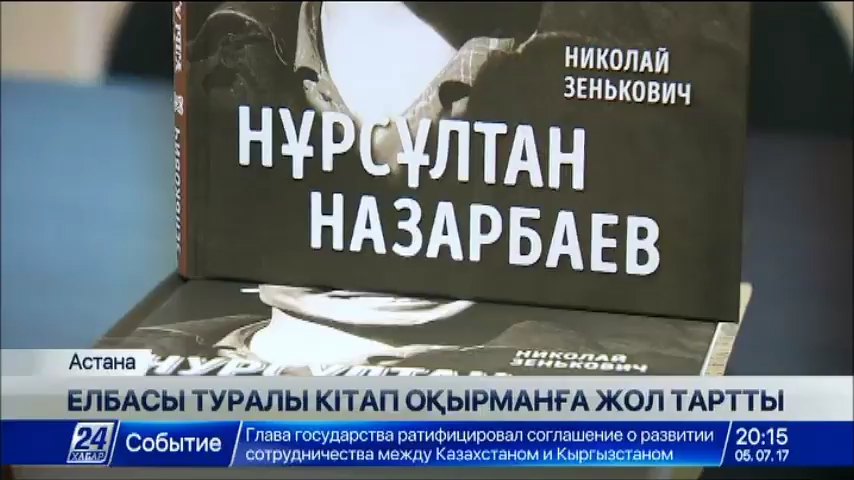 НИКОЛАЙ
ЗЕНЬКОВИЧ
НҰРСҰЛТАН
НАЗАРБАЕВ
ЗЕНЬКОВИЧ
НИКОЛАЙ
ЗЕНЬКОВИЧ
Астана
ЕЛБАСЫ ТУРАЛЫ КІТАП ОҚЫРМАНҒА ЖОЛ ТАРТТЫ
24
ХАБАР
Событие
Глава государства ратифицировал соглашение о развитии
сотрудничества между Казахстаном и Кыргызстаном
20:15
05.07.17